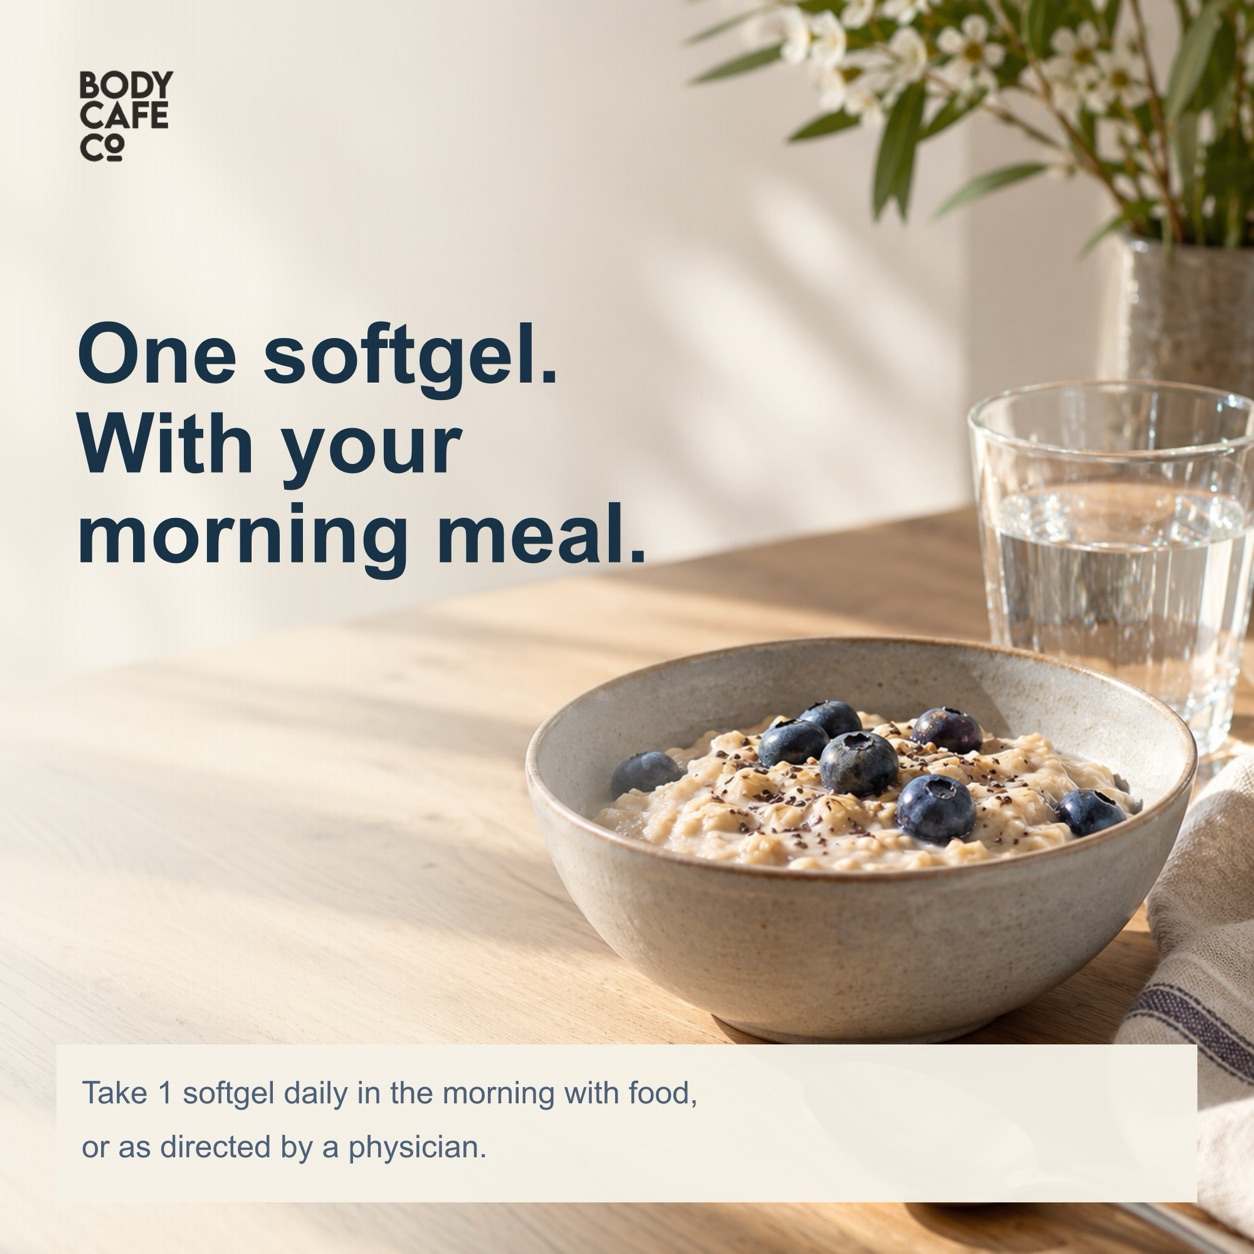 BODY
CAFE
Co
One softgel.
With your
morning meal.
Take 1 softgel daily in the morning with food,
or as directed by a physician.